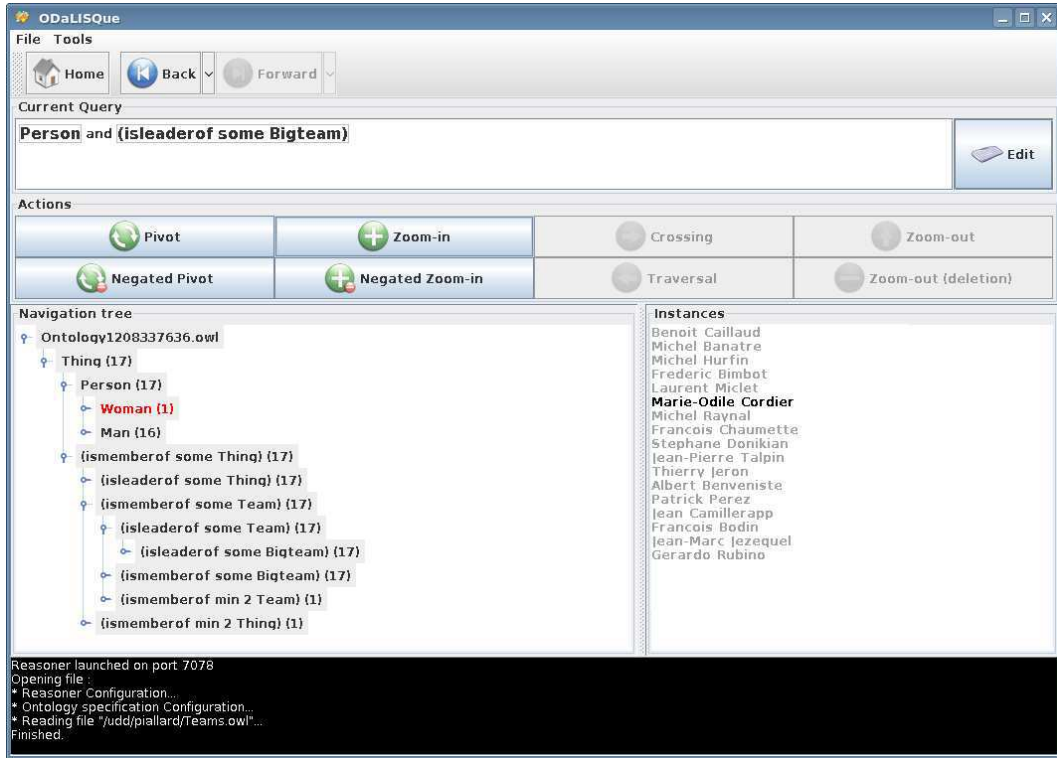 ODaLISQue
File Tools
Home Back Forward
Current Query
Person and (isleaderof some Bigteam)
Edit
Actions
Pivot Zoom-in Crossing Zoom-out
Negated Pivot Negated Zoom-in Traversal Zoom-out (deletion)
Navigation tree
Ontology1208337636.owl
Thing (17)
Person (17)
Woman (1)
Man (16)
(ismemberof some Thing) (17)
(isleaderof some Thing) (17)
(ismemberof some Team) (17)
(isleaderof some Team) (17)
(isleaderof some Bigteam) (17)
(ismemberof some Bigteam) (17)
(ismemberof min 2 Team) (1)
(ismemberof min 2 Thing) (1)
Instances
Benoit Caillaud
Michel Banatre
Michel Hurfin
Frederic Bimbot
Laurent Miclet
Marie-Odile Cordier
Michel Raynal
Francois Chaumette
Stephane Donikian
Jean-Pierre Talpin
Thierry Jeron
Albert Benveniste
Patrick Perez
Jean Camillerapp
Francois Bodin
Jean-Marc Jezequel
Gerardo Rubino
Reasoner launched on port 7078
Opening file :
* Reasoner Configuration...
* Ontology specification Configuration...
* Reading file "/udd/piallard/Teams.owl"...
Finished.